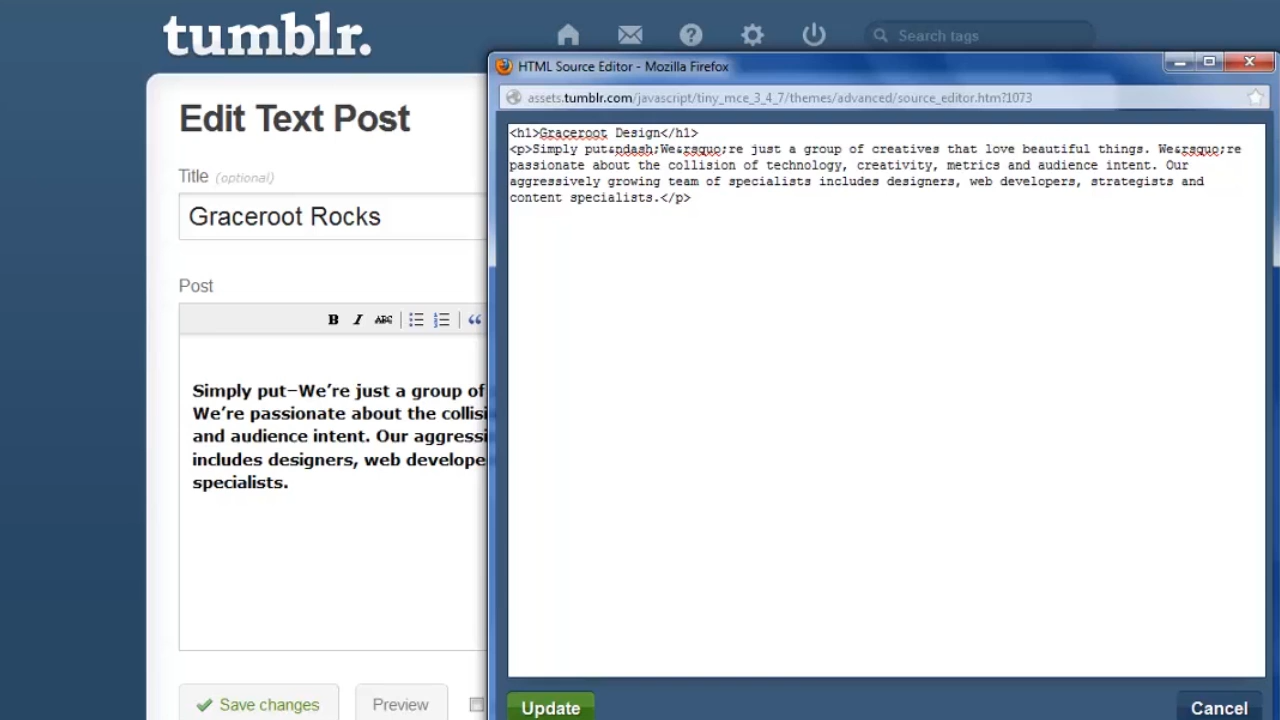 tumblr.
Search tags
HTML Source Editor - Mozilla Firefox
assets.tumblr.com/javascript/tiny_mce_3_4_7/themes/advanced/source_editor.htm?1073
Edit Text Post
Title (optional)
Graceroot Rocks
Post
B I ABC
Simply put–We’re just a group of
We’re passionate about the collisi
and audience intent. Our aggressi
includes designers, web develope
specialists.
Save changes
Preview
<h1>Graceroot Design</h1>
<p>Simply put&ndash;We&rsquo;re just a group of creatives that love beautiful things. We&rsquo;re
passionate about the collision of technology, creativity, metrics and audience intent. Our
aggressively growing team of specialists includes designers, web developers, strategists and
content specialists.</p>
Update
Cancel